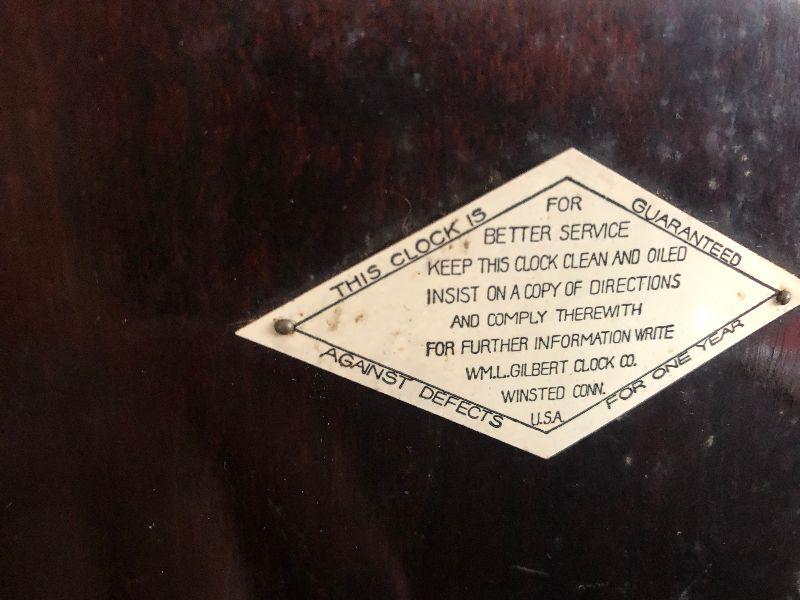 THIS CLOCK IS
GUARANTEED
AGAINST DEFECTS
FOR ONE YEAR
FOR
BETTER SERVICE
KEEP THIS CLOCK CLEAN AND OILED
INSIST ON A COPY OF DIRECTIONS
AND COMPLY THEREWITH
FOR FURTHER INFORMATION WRITE
WM.L.GILBERT CLOCK CO.
WINSTED CONN.
U.S.A.